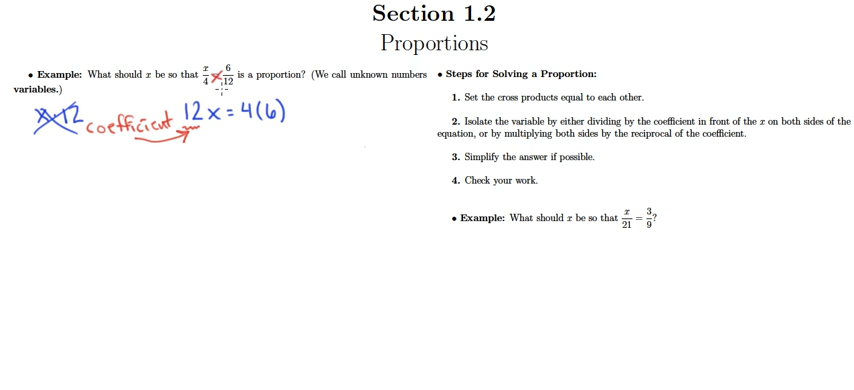 Section 1.2
Proportions
• Example: What should x be so that x/4 = 6/12 is a proportion? (We call unknown numbers
variables.)
x·12
coefficient 12x = 4(6)
• Steps for Solving a Proportion:
1. Set the cross products equal to each other.
2. Isolate the variable by either dividing by the coefficient in front of the x on both sides of the
equation, or by multiplying both sides by the reciprocal of the coefficient.
3. Simplify the answer if possible.
4. Check your work.
• Example: What should x be so that x/21 = 3/9?